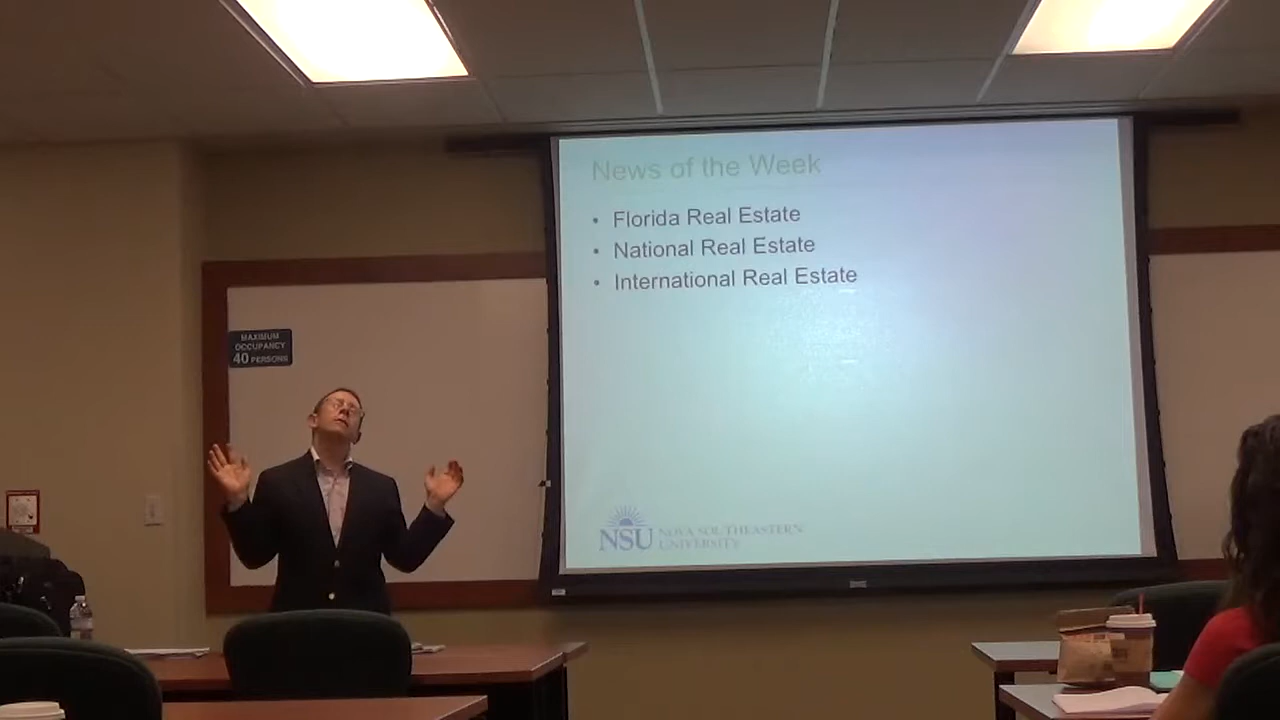 News of the Week
• Florida Real Estate
• National Real Estate
• International Real Estate
MAXIMUM
OCCUPANCY
40 PERSONS
NSU NOVA SOUTHEASTERN
UNIVERSITY